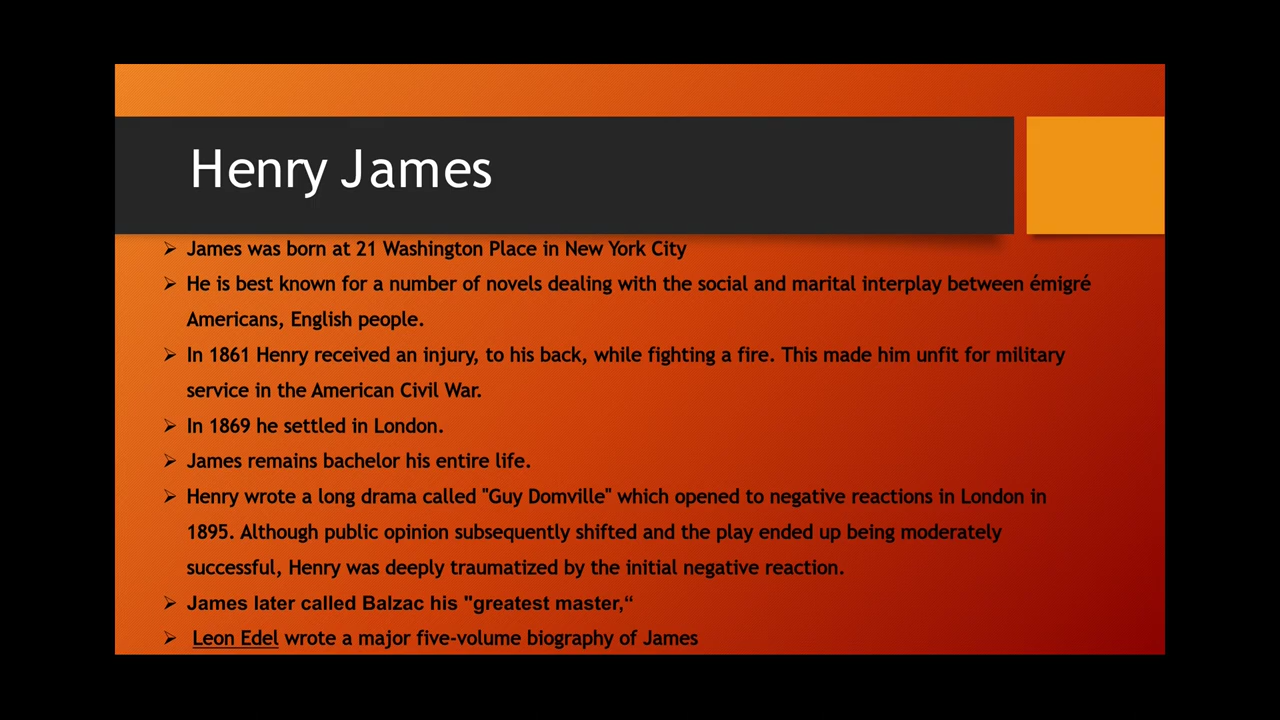 Henry James
➢ James was born at 21 Washington Place in New York City
➢ He is best known for a number of novels dealing with the social and marital interplay between émigré
Americans, English people.
➢ In 1861 Henry received an injury, to his back, while fighting a fire. This made him unfit for military
service in the American Civil War.
➢ In 1869 he settled in London.
➢ James remains bachelor his entire life.
➢ Henry wrote a long drama called "Guy Domville" which opened to negative reactions in London in
1895. Although public opinion subsequently shifted and the play ended up being moderately
successful, Henry was deeply traumatized by the initial negative reaction.
➢ James later called Balzac his "greatest master,“
➢ Leon Edel wrote a major five-volume biography of James